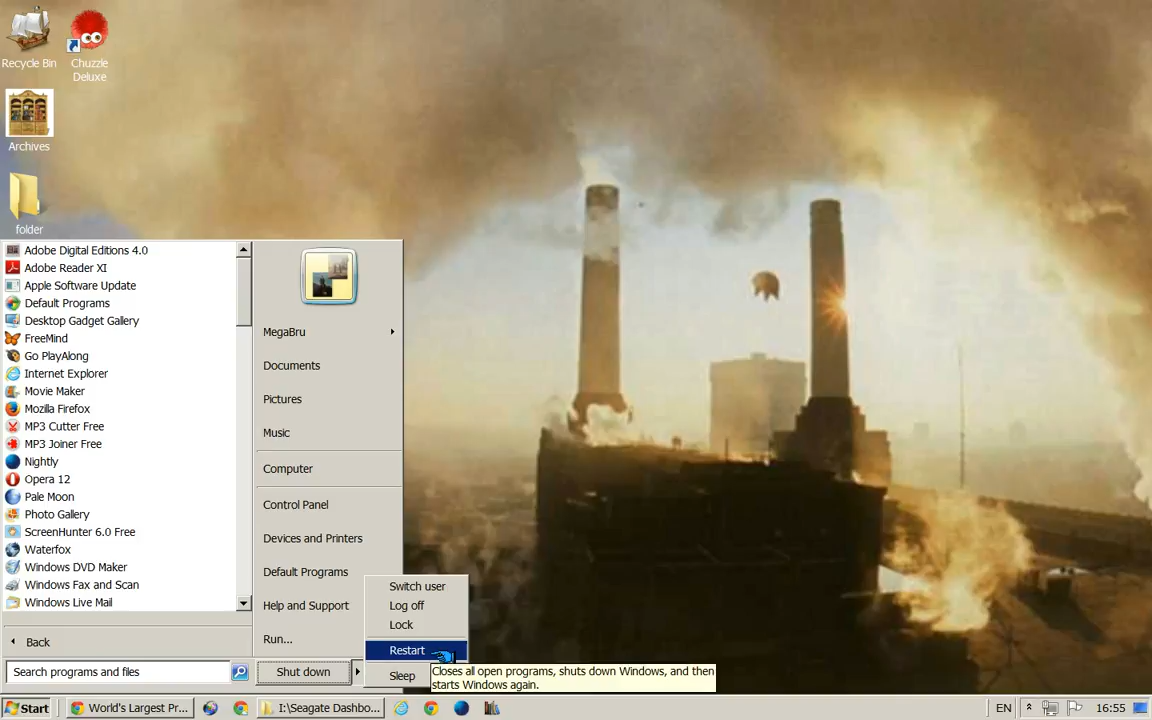 Recycle Bin
Chuzzle
Deluxe
Archives
folder
Adobe Digital Editions 4.0
Adobe Reader XI
Apple Software Update
Default Programs
Desktop Gadget Gallery
FreeMind
Go PlayAlong
Internet Explorer
Movie Maker
Mozilla Firefox
MP3 Cutter Free
MP3 Joiner Free
Nightly
Opera 12
Pale Moon
Photo Gallery
ScreenHunter 6.0 Free
Waterfox
Windows DVD Maker
Windows Fax and Scan
Windows Live Mail
Back
Search programs and files
MegaBru
Documents
Pictures
Music
Computer
Control Panel
Devices and Printers
Default Programs
Help and Support
Run...
Shut down
Switch user
Log off
Lock
Restart
Sleep
Closes all open programs, shuts down Windows, and then
starts Windows again.
Start
World's Largest Pr...
I:\Seagate Dashbo...
EN
16:55